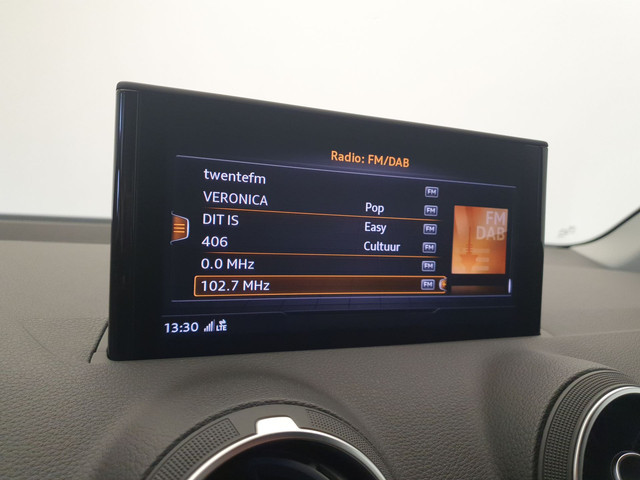 Radio: FM/DAB
twentefm FM
VERONICA Pop FM
DIT IS Easy FM
406 Cultuur FM
0.0 MHz FM
102.7 MHz FM
FM
DAB
13:30 LTE